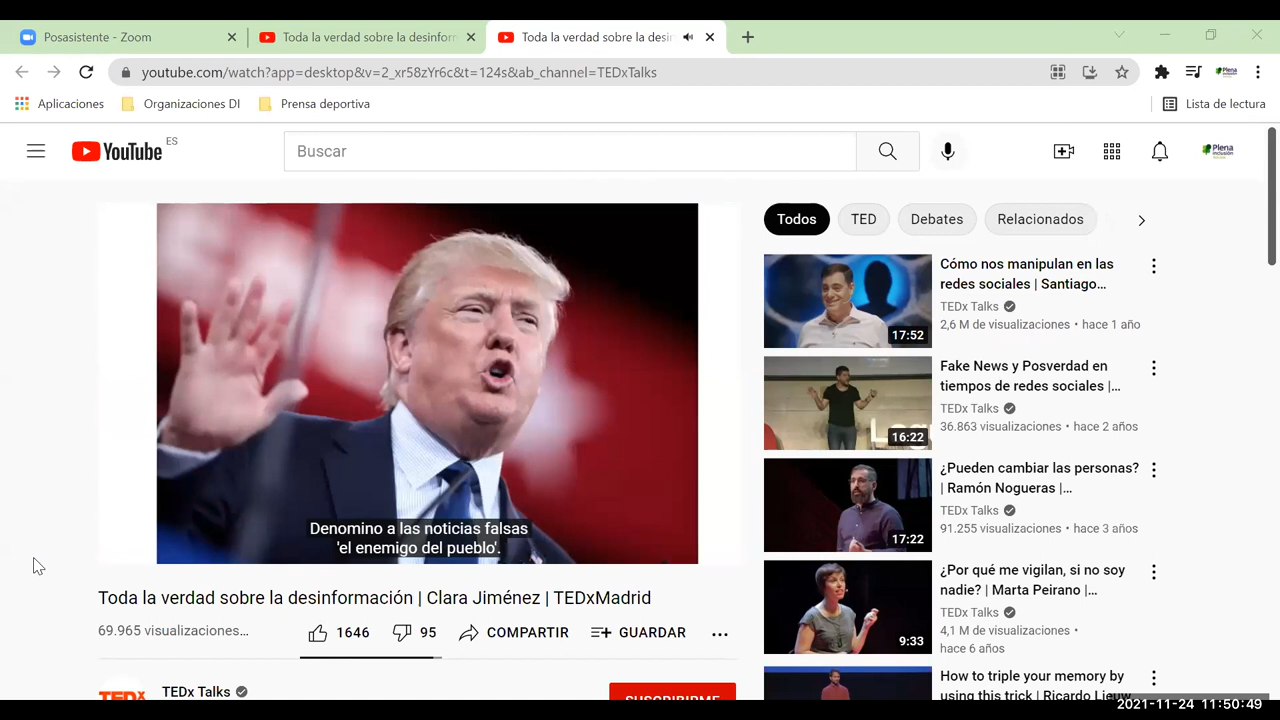 Posasistente - Zoom
Toda la verdad sobre la desinform
Toda la verdad sobre la desin
youtube.com/watch?app=desktop&v=2_xr58zYr6c&t=124s&ab_channel=TEDxTalks
Aplicaciones
Organizaciones DI
Prensa deportiva
Lista de lectura
YouTube
ES
Buscar
Plena
inclusión
Denomino a las noticias falsas
'el enemigo del pueblo'.
Toda la verdad sobre la desinformación | Clara Jiménez | TEDxMadrid
69.965 visualizaciones...
1646
95
COMPARTIR
GUARDAR
TEDx
TEDx Talks
SUSCRIBIRME
Todos
TED
Debates
Relacionados
17:52
Cómo nos manipulan en las
redes sociales | Santiago...
TEDx Talks
2,6 M de visualizaciones • hace 1 año
16:22
Fake News y Posverdad en
tiempos de redes sociales |...
TEDx Talks
36.863 visualizaciones • hace 2 años
17:22
¿Pueden cambiar las personas?
| Ramón Nogueras |...
TEDx Talks
91.255 visualizaciones • hace 3 años
9:33
¿Por qué me vigilan, si no soy
nadie? | Marta Peirano |...
TEDx Talks
4,1 M de visualizaciones •
hace 6 años
How to triple your memory by
using this trick | Ricardo
2021-11-24 11:50:49